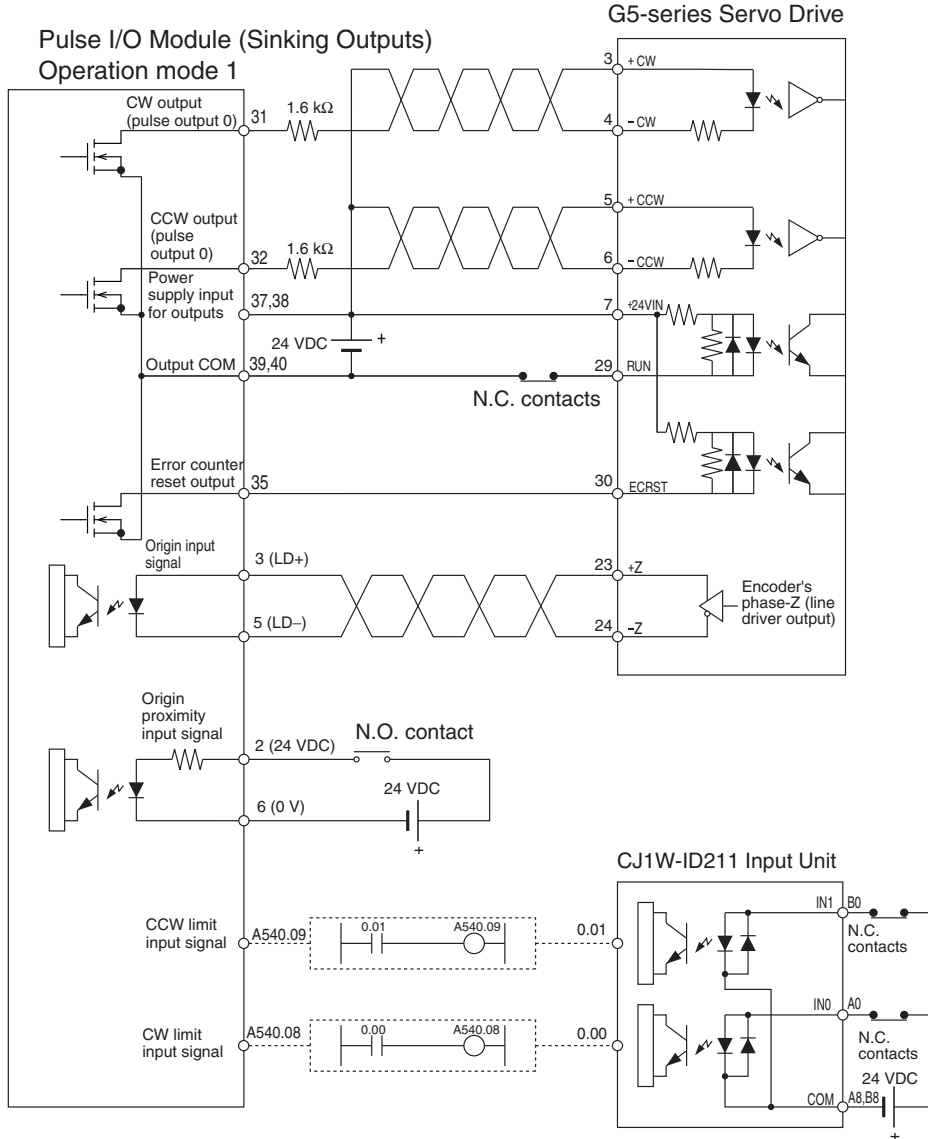 G5-series Servo Drive
Pulse I/O Module (Sinking Outputs)
Operation mode 1
CW output
(pulse output 0)
31
1.6 kΩ
3
+ CW
4
- CW
CCW output
(pulse
output 0)
32
1.6 kΩ
5
+ CCW
6
- CCW
Power
supply input
for outputs
37,38
7
+24VIN
24 VDC
+
Output COM
39,40
N.C. contacts
29
RUN
Error counter
reset output
35
30
ECRST
Origin input
signal
3 (LD+)
23
+Z
5 (LD−)
24
-Z
Encoder's
phase-Z (line
driver output)
Origin
proximity
input signal
2 (24 VDC)
N.O. contact
24 VDC
6 (0 V)
+
CJ1W-ID211 Input Unit
CCW limit
input signal
A540.09
0.01
A540.09
0.01
IN1
B0
N.C.
contacts
CW limit
input signal
A540.08
0.00
A540.08
0.00
IN0
A0
N.C.
contacts
24 VDC
COM
A8,B8
+